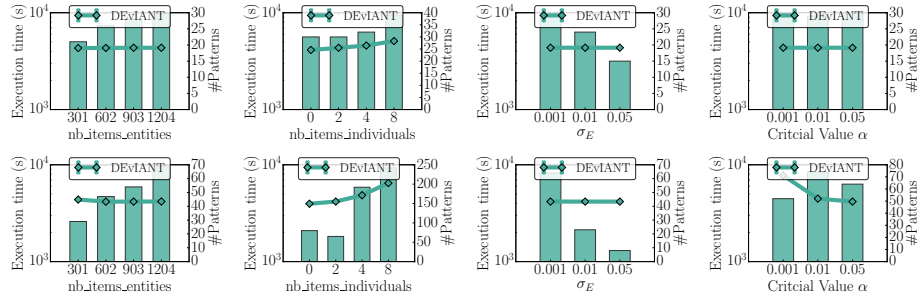 Execution time (s)
10^4
10^3
DEvIANT
30
25
20
15
10
5
0
#Patterns
301 602 903 1204
nb_items_entities
Execution time (s)
10^4
10^3
DEvIANT
40
35
30
25
20
15
10
5
0
#Patterns
0 2 4 8
nb_items_individuals
Execution time (s)
10^4
10^3
DEvIANT
30
25
20
15
10
5
0
#Patterns
0.001 0.01 0.05
σ_E
Execution time (s)
10^4
10^3
DEvIANT
30
25
20
15
10
5
0
#Patterns
0.001 0.01 0.05
Critcial Value α
Execution time (s)
10^4
10^3
DEvIANT
70
60
50
40
30
20
10
0
#Patterns
301 602 903 1204
nb_items_entities
Execution time (s)
10^4
10^3
DEvIANT
250
200
150
100
50
0
#Patterns
0 2 4 8
nb_items_individuals
Execution time (s)
10^4
10^3
DEvIANT
60
50
40
30
20
10
0
#Patterns
0.001 0.01 0.05
σ_E
Execution time (s)
10^4
10^3
DEvIANT
80
70
60
50
40
30
20
10
0
#Patterns
0.001 0.01 0.05
Critcial Value α